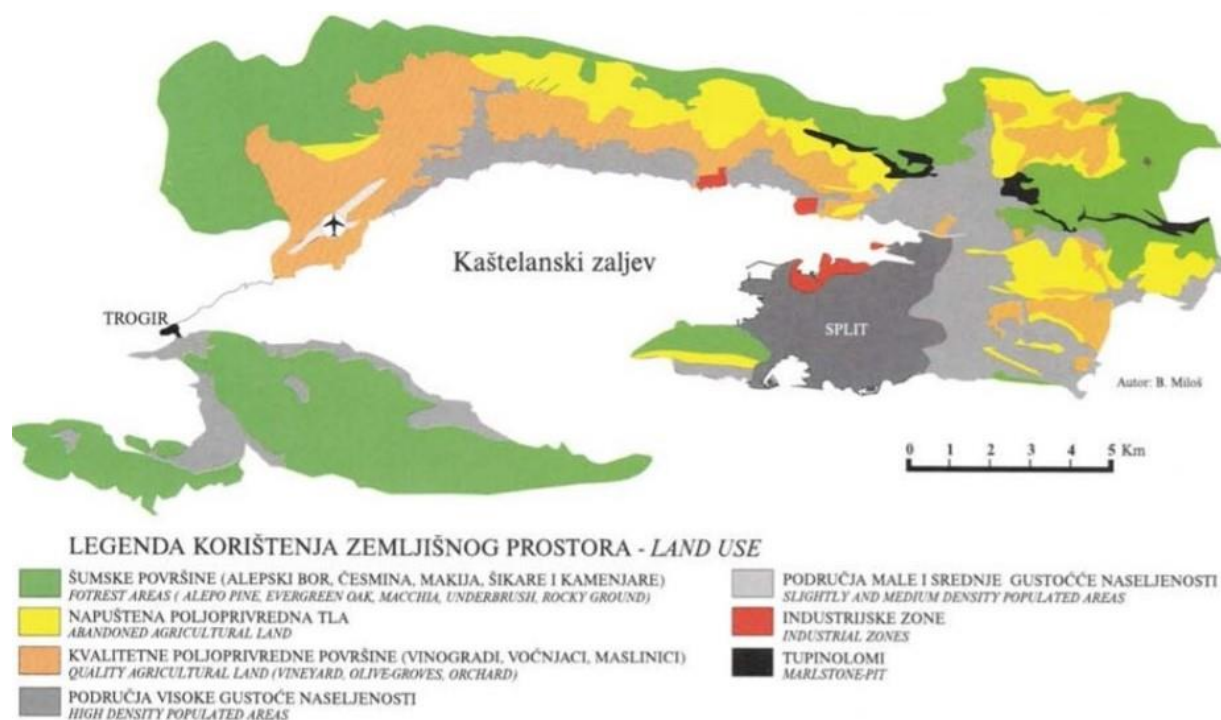 Kaštelanski zaljev
TROGIR
SPLIT
Autor: B. Miloš
0 1 2 3 4 5 Km
LEGENDA KORIŠTENJA ZEMLJIŠNOG PROSTORA - LAND USE
ŠUMSKE POVRŠINE (ALEPSKI BOR, ČESMINA, MAKIJA, ŠIKARE I KAMENJARE)
FOTREST AREAS ( ALEPO PINE, EVERGREEN OAK, MACCHIA, UNDERBRUSH, ROCKY GROUND)
NAPUŠTENA POLJOPRIVREDNA TLA
ABANDONED AGRICULTURAL LAND
KVALITETNE POLJOPRIVREDNE POVRŠINE (VINOGRADI, VOĆNJACI, MASLINICI)
QUALITY AGRICULTURAL LAND (VINEYARD, OLIVE-GROVES, ORCHARD)
PODRUČJA VISOKE GUSTOĆE NASELJENOSTI
HIGH DENSITY POPULATED AREAS
PODRUČJA MALE I SREDNJE GUSTOĆČE NASELJENOSTI
SLIGHTLY AND MEDIUM DENSITY POPULATED AREAS
INDUSTRIJSKE ZONE
INDUSTRIAL ZONES
TUPINOLOMI
MARLSTONE-PIT